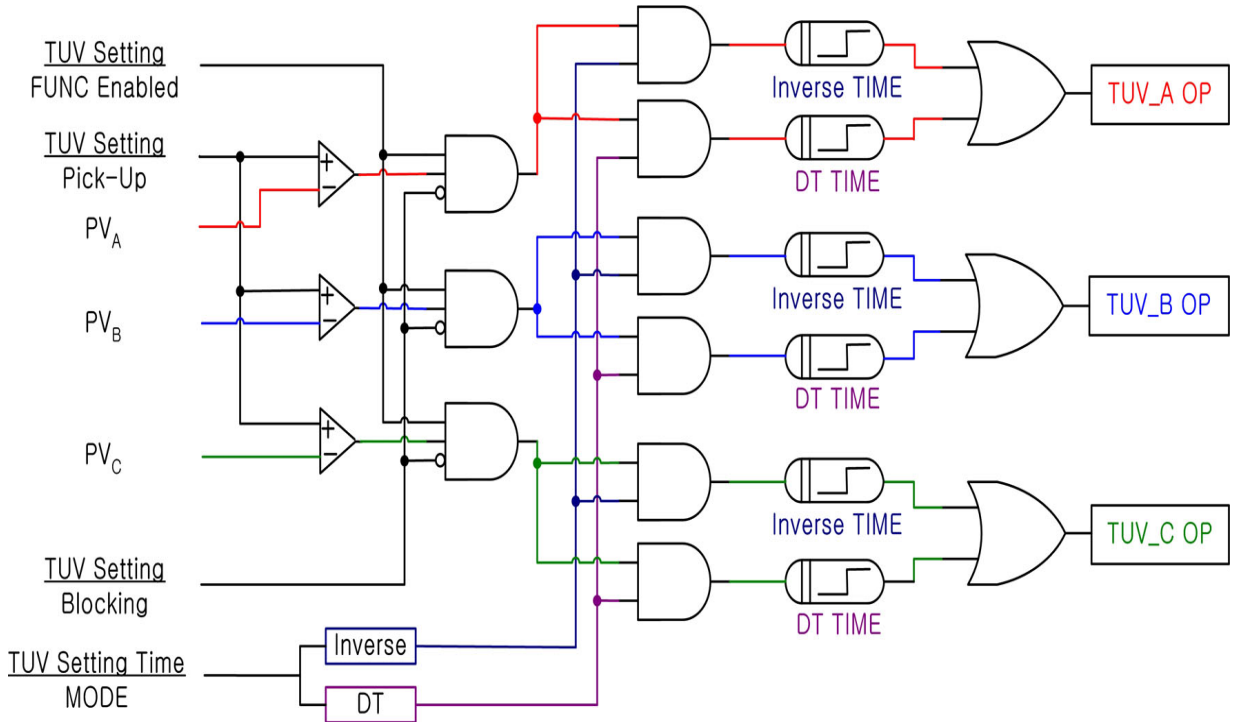 TUV Setting
FUNC Enabled
TUV Setting
Pick-Up
PVA
PVB
PVC
TUV Setting
Blocking
TUV Setting Time
MODE
Inverse
DT
+
−
+
−
+
−
Inverse TIME
DT TIME
Inverse TIME
DT TIME
Inverse TIME
DT TIME
TUV_A OP
TUV_B OP
TUV_C OP